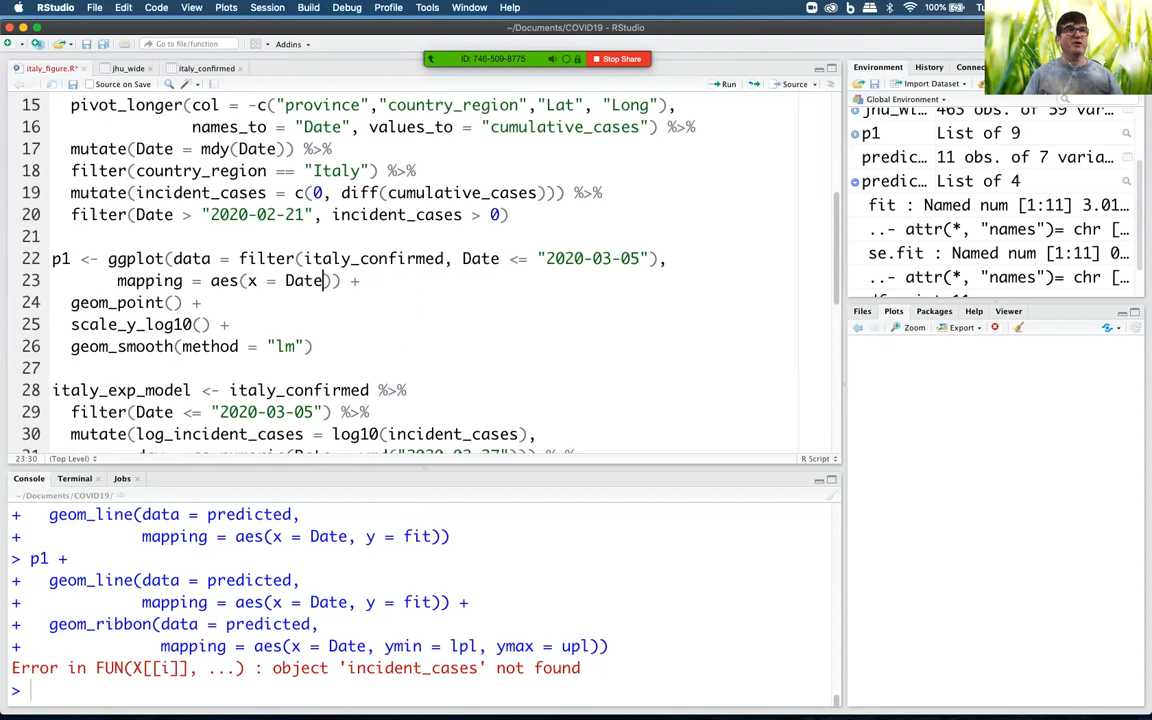 RStudio File Edit Code View Plots Session Build Debug Profile Tools Window Help 100%
~/Documents/COVID19 - RStudio
Go to file/function Addins
ID: 746-509-8775 Stop Share
italy_figure.R* jhu_wide italy_confirmed
Source on Save Run Source
15 pivot_longer(col = -c("province","country_region","Lat", "Long"),
16 names_to = "Date", values_to = "cumulative_cases") %>%
17 mutate(Date = mdy(Date)) %>%
18 filter(country_region == "Italy") %>%
19 mutate(incident_cases = c(0, diff(cumulative_cases))) %>%
20 filter(Date > "2020-02-21", incident_cases > 0)
21
22 p1 <- ggplot(data = filter(italy_confirmed, Date <= "2020-03-05"),
23 mapping = aes(x = Date)) +
24 geom_point() +
25 scale_y_log10() +
26 geom_smooth(method = "lm")
27
28 italy_exp_model <- italy_confirmed %>%
29 filter(Date <= "2020-03-05") %>%
30 mutate(log_incident_cases = log10(incident_cases),
23:30 (Top Level) R Script
Console Terminal Jobs
~/Documents/COVID19/
+ geom_line(data = predicted,
+ mapping = aes(x = Date, y = fit))
> p1 +
+ geom_line(data = predicted,
+ mapping = aes(x = Date, y = fit)) +
+ geom_ribbon(data = predicted,
+ mapping = aes(x = Date, ymin = lpl, ymax = upl))
Error in FUN(X[[i]], ...) : object 'incident_cases' not found
>
Environment History
Import Dataset
Global Environment
p1 List of 9
predic… 11 obs. of 7 varia…
predic… List of 4
fit : Named num [1:11] 3.01…
..- attr(*, "names")= chr […
se.fit : Named num [1:11] 0…
..- attr(*, "names")= chr […
Files Plots Packages Help Viewer
Zoom Export